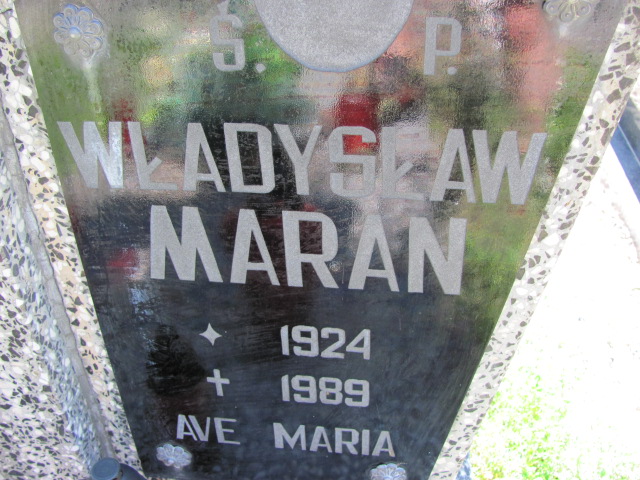 Ś. P.
WŁADYSŁAW
MARAN
✦ 1924
✝ 1989
AVE MARIA